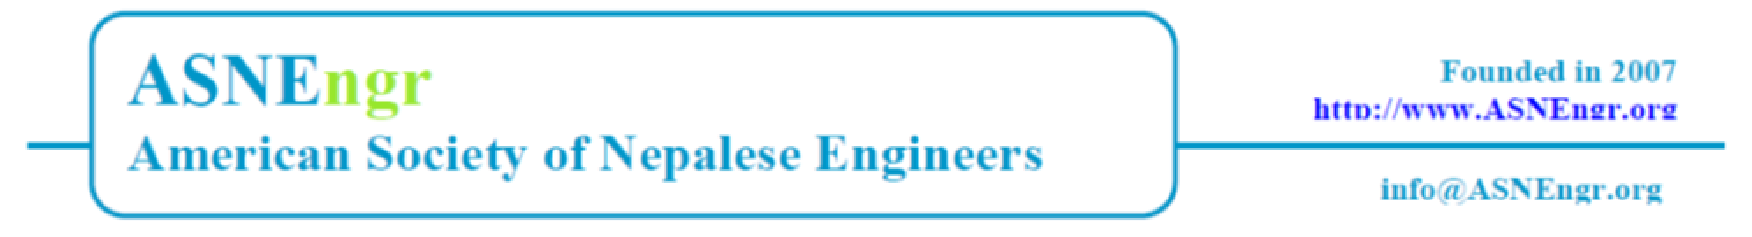 ASNEngr
American Society of Nepalese Engineers
Founded in 2007
http://www.ASNEngr.org
info@ASNEngr.org